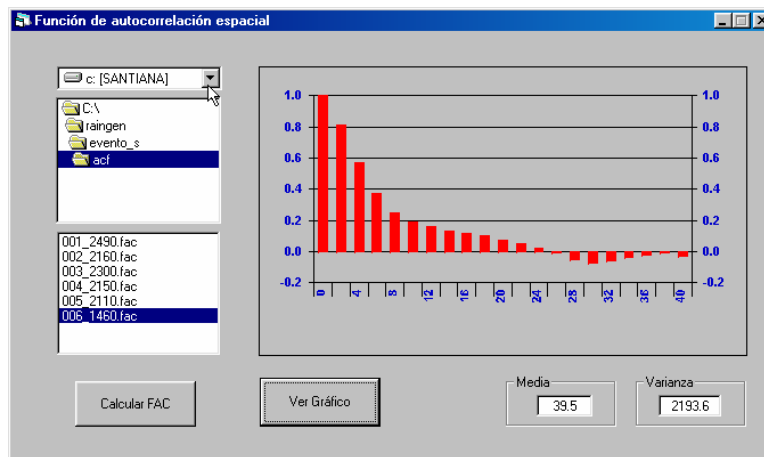 Función de autocorrelación espacial
c: [SANTIANA]
C:\
raingen
evento_s
acf
001_2490.fac
002_2160.fac
003_2300.fac
004_2150.fac
005_2110.fac
006_1460.fac
1.0 1.0
0.8 0.8
0.6 0.6
0.4 0.4
0.2 0.2
0.0 0.0
-0.2 -0.2
0 4 8 12 16 20 24 28 32 36 40
Calcular FAC
Ver Gráfico
Media
39.5
Varianza
2193.6